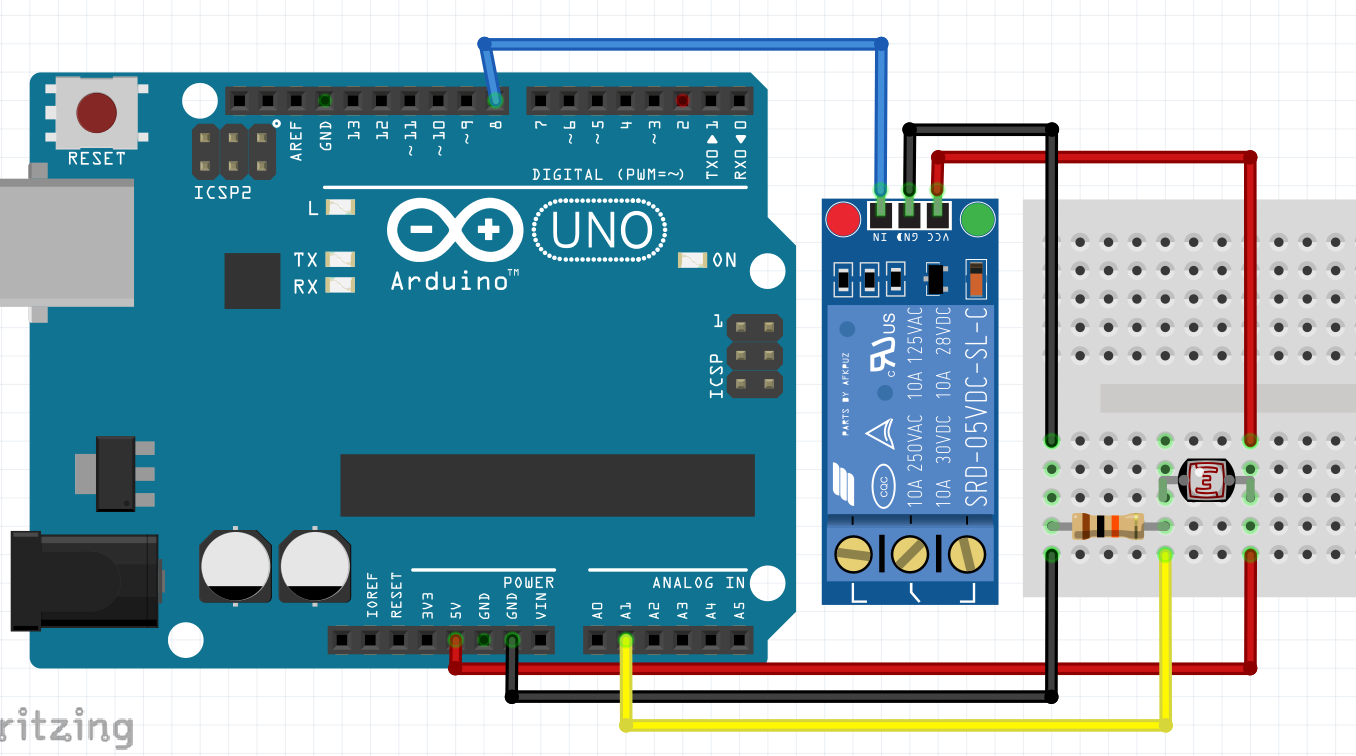 RESET
ICSP2
AREF
GND
13
12
~11
~10
~9
8
7
~6
~5
4
~3
2
TX0▶1
RX0◀0
DIGITAL (PWM=~)
L
TX
RX
UNO
Arduino™
ON
1
ICSP
IN
GND
VCC
PARTS BY AFKPUZ
c
US
CQC
10A 250VAC 10A 125VAC
10A 30VDC 10A 28VDC
SRD-05VDC-SL-C
POWER
ANALOG IN
IOREF
RESET
3V3
5V
GND
GND
VIN
A0
A1
A2
A3
A4
A5
ritzing